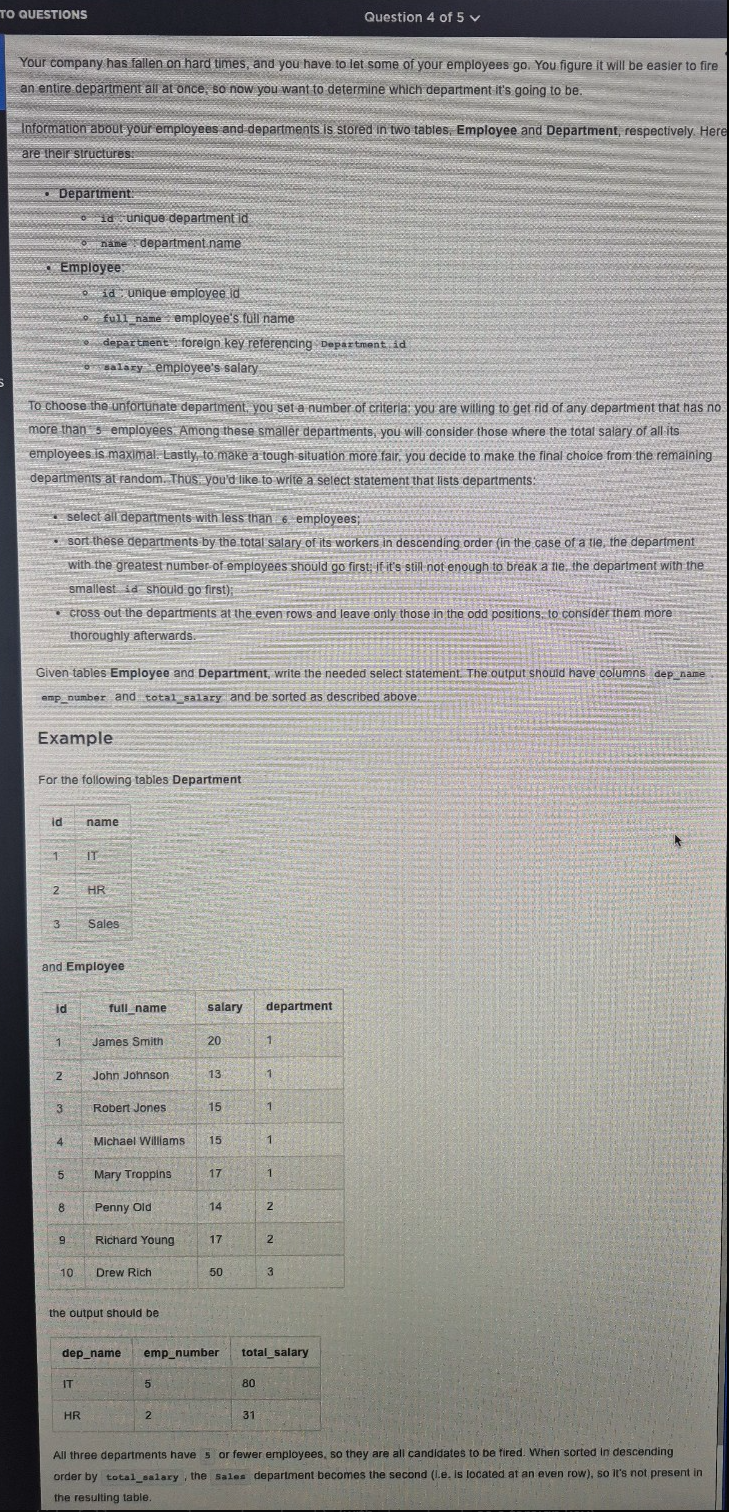 TO QUESTIONS
Question 4 of 5
Your company has fallen on hard times, and you have to let some of your employees go. You figure it will be easier to fire
an entire department all at once, so now you want to determine which department it's going to be.
Information about your employees and departments is stored in two tables, Employee and Department, respectively. Here
are their structures:
• Department:
id : unique department id
name : department name
• Employee:
id : unique employee id
full_name : employee's full name
department : foreign key referencing Department.id
salary : employee's salary
S
To choose the unfortunate department, you set a number of criteria: you are willing to get rid of any department that has no
more than 5 employees. Among these smaller departments, you will consider those where the total salary of all its
employees is maximal. Lastly, to make a tough situation more fair, you decide to make the final choice from the remaining
departments at random. Thus, you'd like to write a select statement that lists departments:
• select all departments with less than 6 employees;
• sort these departments by the total salary of its workers in descending order (in the case of a tie, the department
with the greatest number of employees should go first; if it's still not enough to break a tie, the department with the
smallest id should go first);
• cross out the departments at the even rows and leave only those in the odd positions, to consider them more
thoroughly afterwards.
Given tables Employee and Department, write the needed select statement. The output should have columns dep_name ,
emp_number and total_salary and be sorted as described above.
Example
For the following tables Department
id name
1 IT
2 HR
3 Sales
and Employee
id full_name salary department
1 James Smith 20 1
2 John Johnson 13 1
3 Robert Jones 15 1
4 Michael Williams 15 1
5 Mary Troppins 17 1
8 Penny Old 14 2
9 Richard Young 17 2
10 Drew Rich 50 3
the output should be
dep_name emp_number total_salary
IT 5 80
HR 2 31
All three departments have 5 or fewer employees, so they are all candidates to be fired. When sorted in descending
order by total_salary , the Sales department becomes the second (i.e. is located at an even row), so it's not present in
the resulting table.